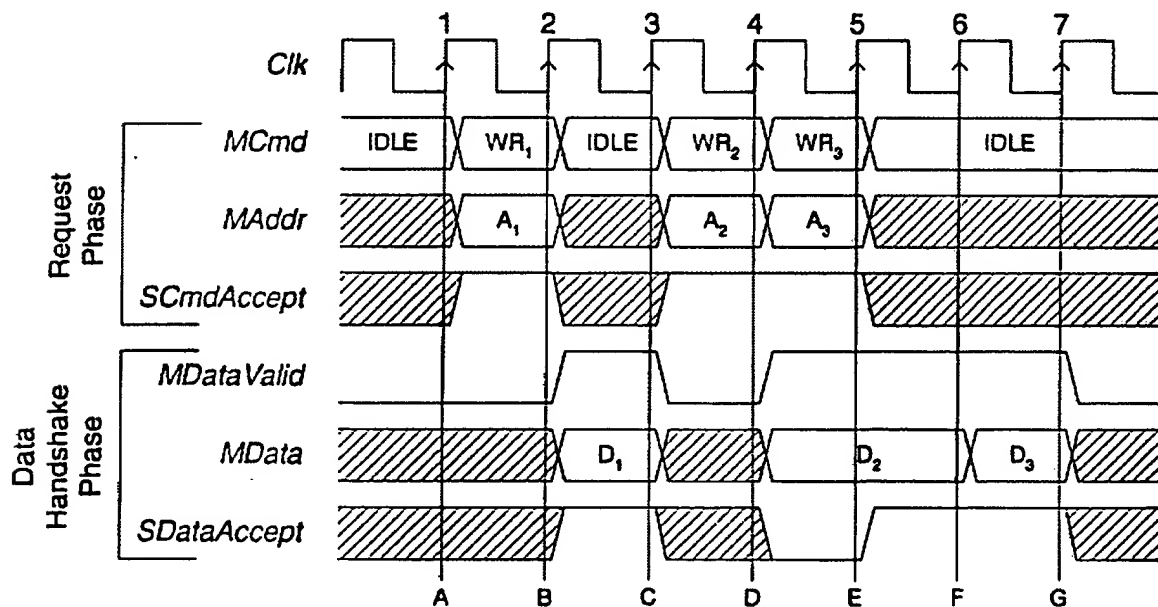 1 2 3 4 5 6 7
Clk
Request Phase
MCmd IDLE WR₁ IDLE WR₂ WR₃ IDLE
MAddr A₁ A₂ A₃
SCmdAccept
Data Handshake Phase
MDataValid
MData D₁ D₂ D₃
SDataAccept
A B C D E F G